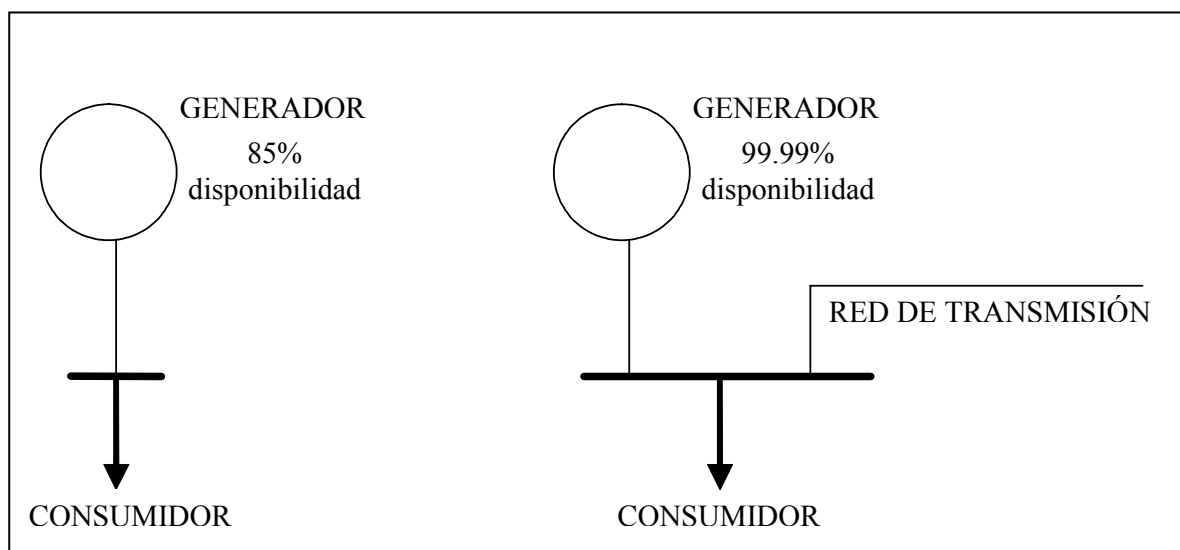 GENERADOR
85%
disponibilidad
CONSUMIDOR
GENERADOR
99.99%
disponibilidad
RED DE TRANSMISIÓN
CONSUMIDOR